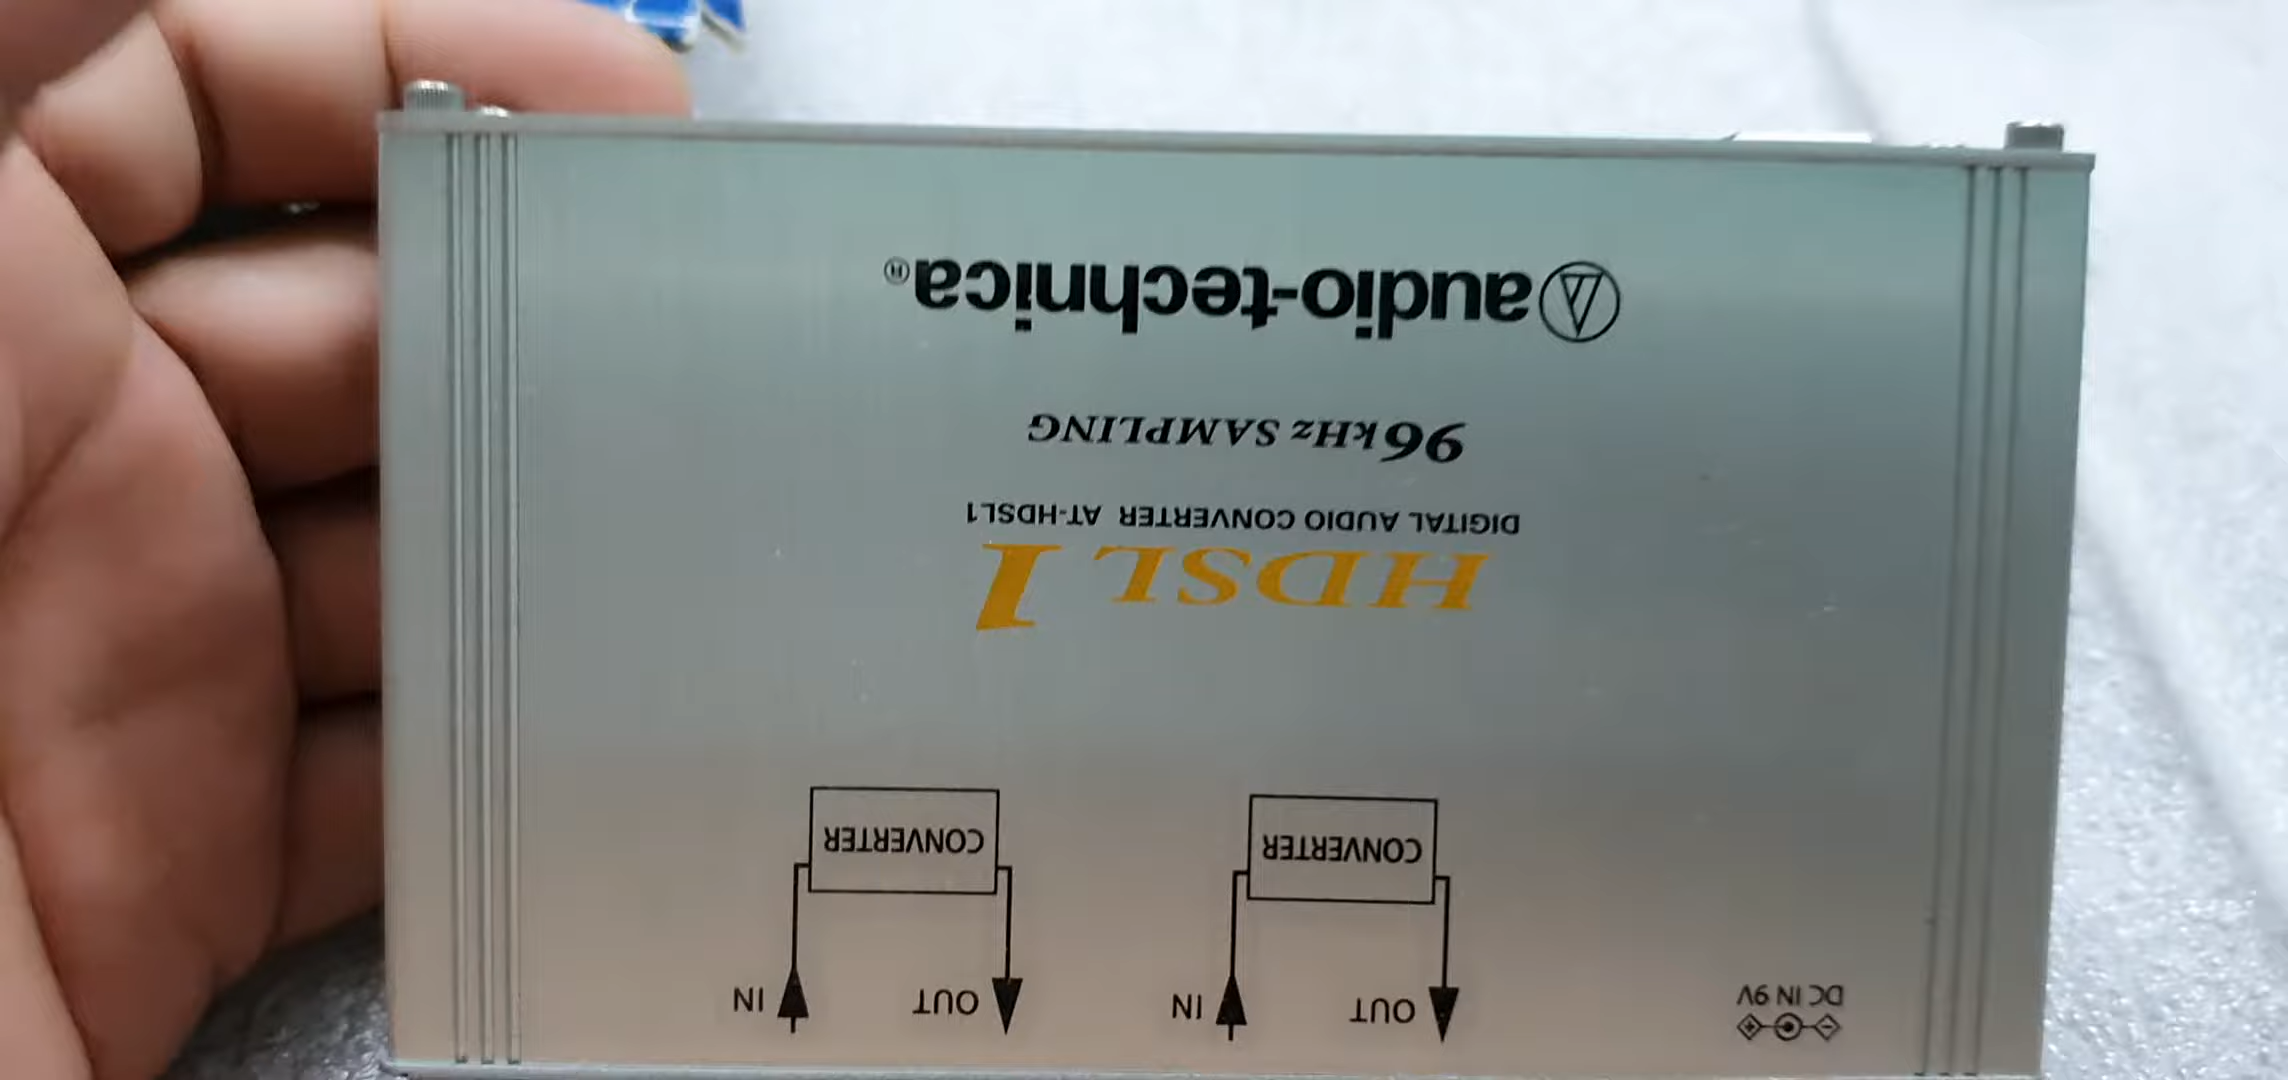 DC IN 9V
OUT IN OUT IN
CONVERTER CONVERTER
HDSL1
DIGITAL AUDIO CONVERTER AT-HDSL1
96kHz SAMPLING
audio-technica®